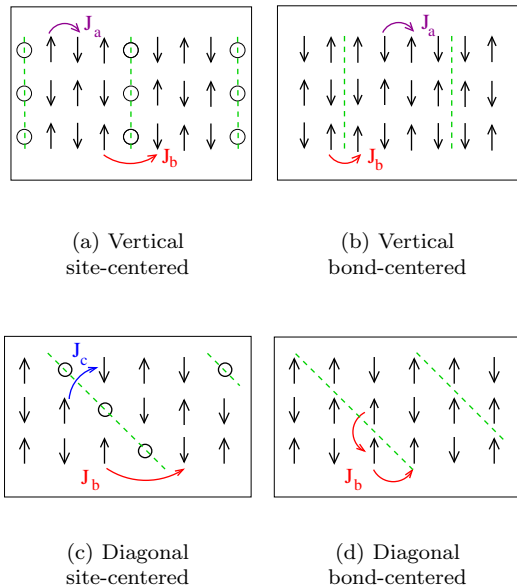 J_a
J_b
(a) Vertical
site-centered
J_a
J_b
(b) Vertical
bond-centered
J_c
J_b
(c) Diagonal
site-centered
J_b
(d) Diagonal
bond-centered